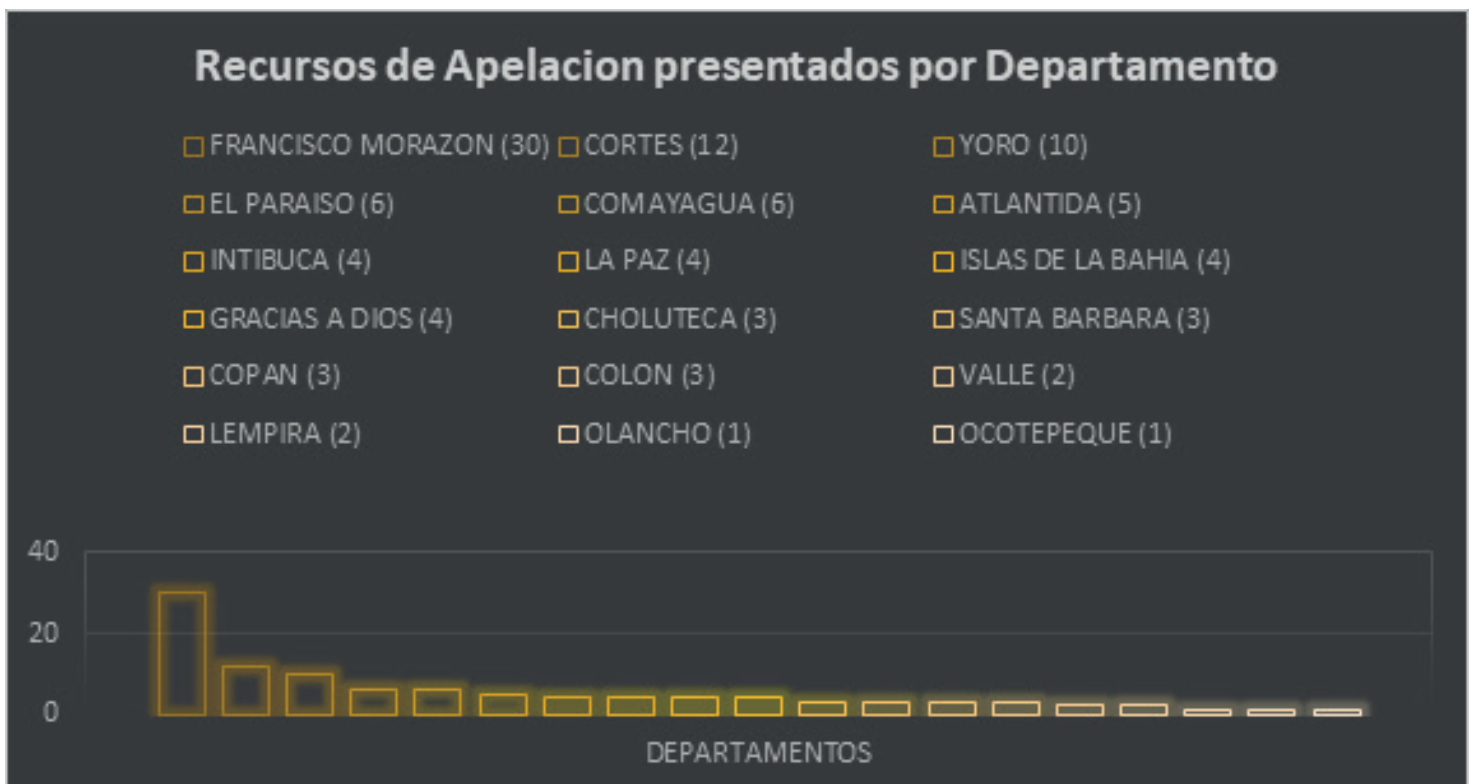 Recursos de Apelacion presentados por Departamento
FRANCISCO MORAZON (30) CORTES (12) YORO (10)
EL PARAISO (6) COMAYAGUA (6) ATLANTIDA (5)
INTIBUCA (4) LA PAZ (4) ISLAS DE LA BAHIA (4)
GRACIAS A DIOS (4) CHOLUTECA (3) SANTA BARBARA (3)
COPAN (3) COLON (3) VALLE (2)
LEMPIRA (2) OLANCHO (1) OCOTEPEQUE (1)
40
20
0
DEPARTAMENTOS